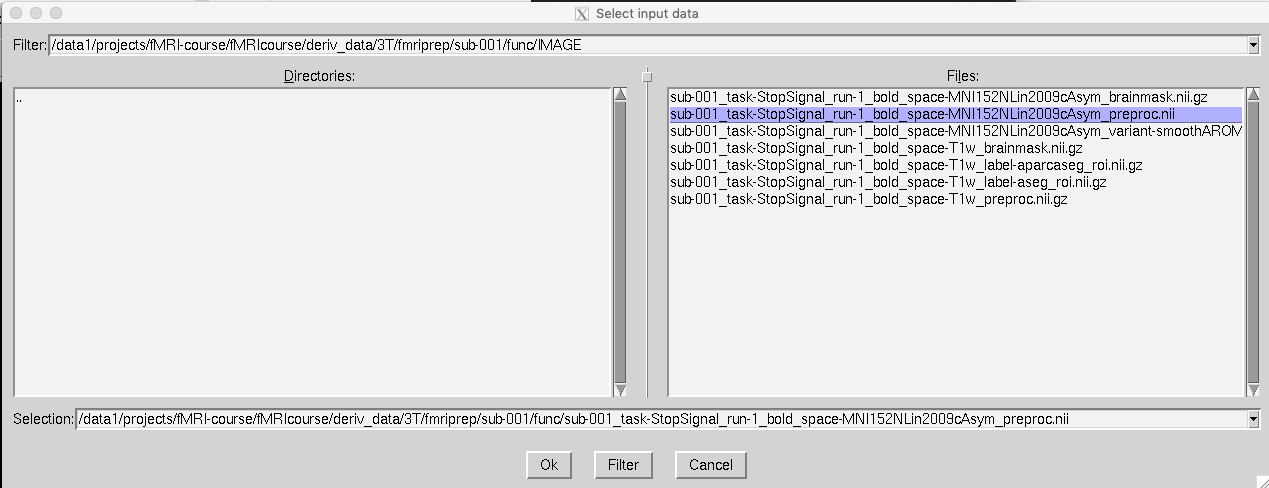 Select input data
Filter: /data1/projects/fMRI-course/fMRIcourse/deriv_data/3T/fmriprep/sub-001/func/IMAGE
Directories:
Files:
..
sub-001_task-StopSignal_run-1_bold_space-MNI152NLin2009cAsym_brainmask.nii.gz
sub-001_task-StopSignal_run-1_bold_space-MNI152NLin2009cAsym_preproc.nii
sub-001_task-StopSignal_run-1_bold_space-MNI152NLin2009cAsym_variant-smoothAROM
sub-001_task-StopSignal_run-1_bold_space-T1w_brainmask.nii.gz
sub-001_task-StopSignal_run-1_bold_space-T1w_label-aparcaseg_roi.nii.gz
sub-001_task-StopSignal_run-1_bold_space-T1w_label-aseg_roi.nii.gz
sub-001_task-StopSignal_run-1_bold_space-T1w_preproc.nii.gz
Selection: /data1/projects/fMRI-course/fMRIcourse/deriv_data/3T/fmriprep/sub-001/func/sub-001_task-StopSignal_run-1_bold_space-MNI152NLin2009cAsym_preproc.nii
Ok
Filter
Cancel